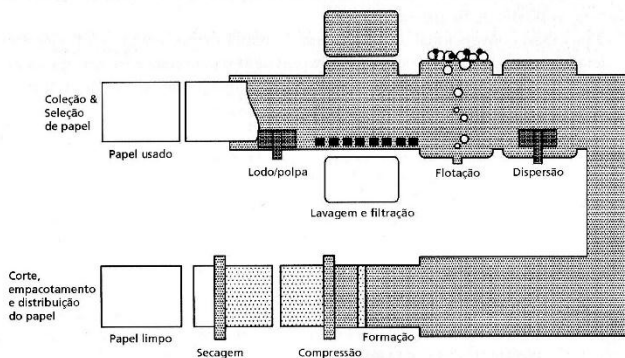 Coleção &
Seleção
de papel
Papel usado
Lodo/polpa
Lavagem e filtração
Flotação
Dispersão
Corte,
empacotamento
e distribuição
do papel
Papel limpo
Secagem
Compressão
Formação